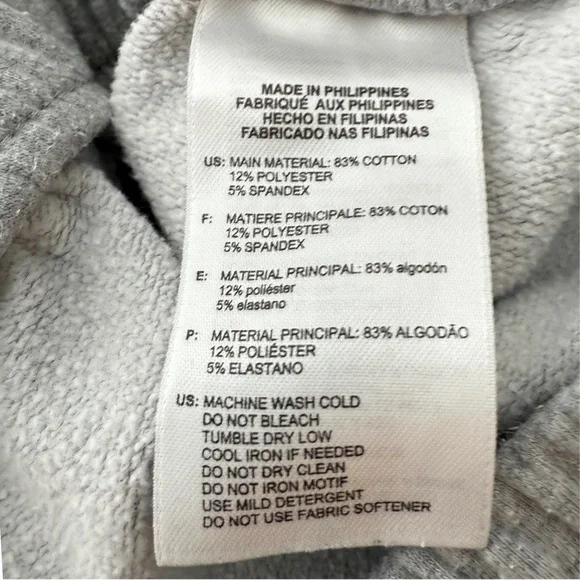 MADE IN PHILIPPINES
FABRIQUÉ AUX PHILIPPINES
HECHO EN FILIPINAS
FABRICADO NAS FILIPINAS
US: MAIN MATERIAL: 83% COTTON
12% POLYESTER
5% SPANDEX
F: MATIERE PRINCIPALE: 83% COTON
12% POLYESTER
5% SPANDEX
E: MATERIAL PRINCIPAL: 83% algodón
12% poliéster
5% elastano
P: MATERIAL PRINCIPAL: 83% ALGODÃO
12% POLIÉSTER
5% ELASTANO
US: MACHINE WASH COLD
DO NOT BLEACH
TUMBLE DRY LOW
COOL IRON IF NEEDED
DO NOT DRY CLEAN
DO NOT IRON MOTIF
USE MILD DETERGENT
DO NOT USE FABRIC SOFTENER